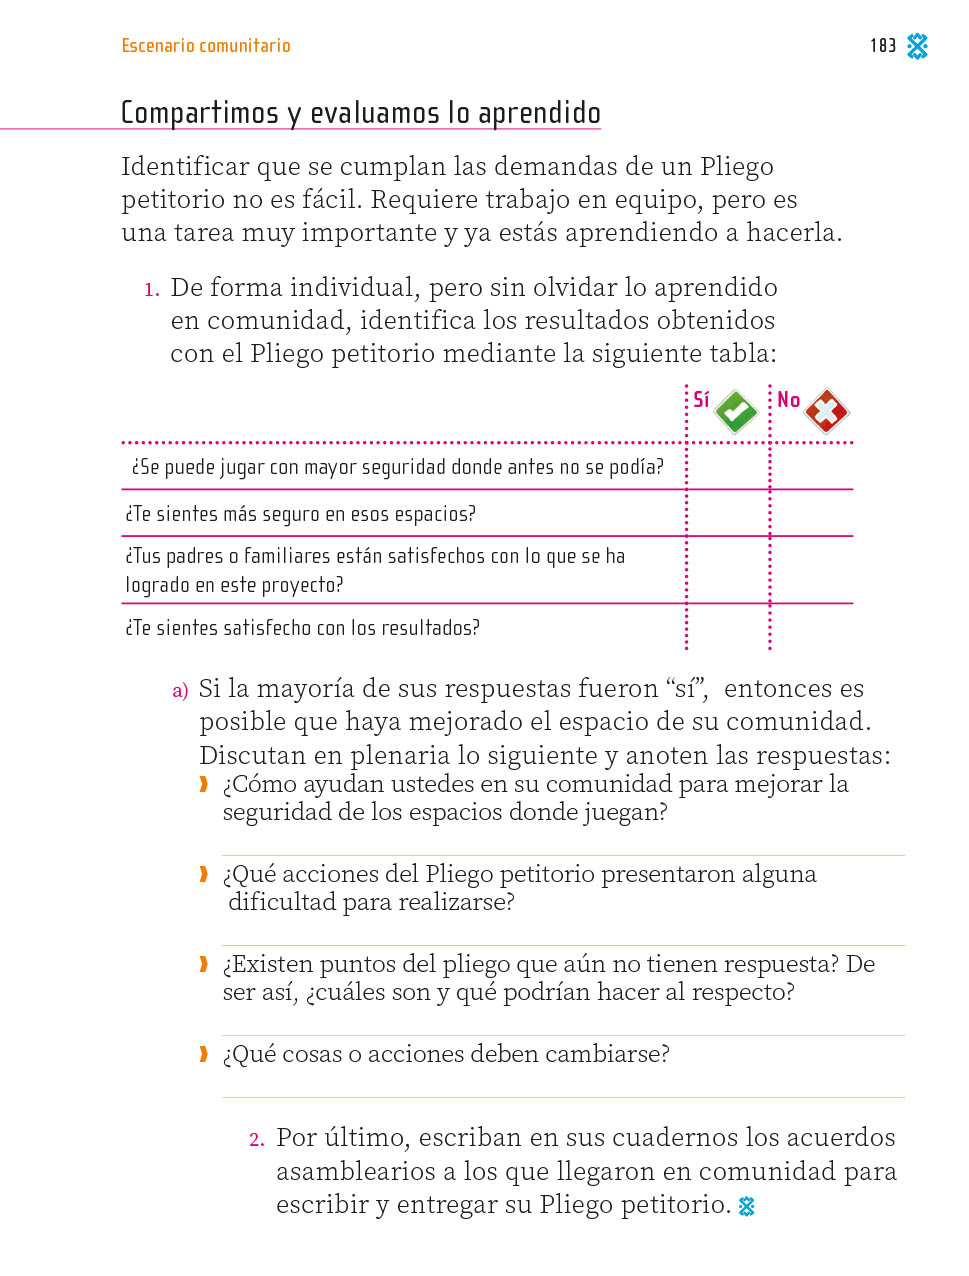 Escenario comunitario
183
Compartimos y evaluamos lo aprendido
Identificar que se cumplan las demandas de un Pliego
petitorio no es fácil. Requiere trabajo en equipo, pero es
una tarea muy importante y ya estás aprendiendo a hacerla.
1. De forma individual, pero sin olvidar lo aprendido
en comunidad, identifica los resultados obtenidos
con el Pliego petitorio mediante la siguiente tabla:
Sí No
¿Se puede jugar con mayor seguridad donde antes no se podía?
¿Te sientes más seguro en esos espacios?
¿Tus padres o familiares están satisfechos con lo que se ha
logrado en este proyecto?
¿Te sientes satisfecho con los resultados?
a) Si la mayoría de sus respuestas fueron “sí”, entonces es
posible que haya mejorado el espacio de su comunidad.
Discutan en plenaria lo siguiente y anoten las respuestas:
¿Cómo ayudan ustedes en su comunidad para mejorar la
seguridad de los espacios donde juegan?
¿Qué acciones del Pliego petitorio presentaron alguna
dificultad para realizarse?
¿Existen puntos del pliego que aún no tienen respuesta? De
ser así, ¿cuáles son y qué podrían hacer al respecto?
¿Qué cosas o acciones deben cambiarse?
2. Por último, escriban en sus cuadernos los acuerdos
asamblearios a los que llegaron en comunidad para
escribir y entregar su Pliego petitorio.